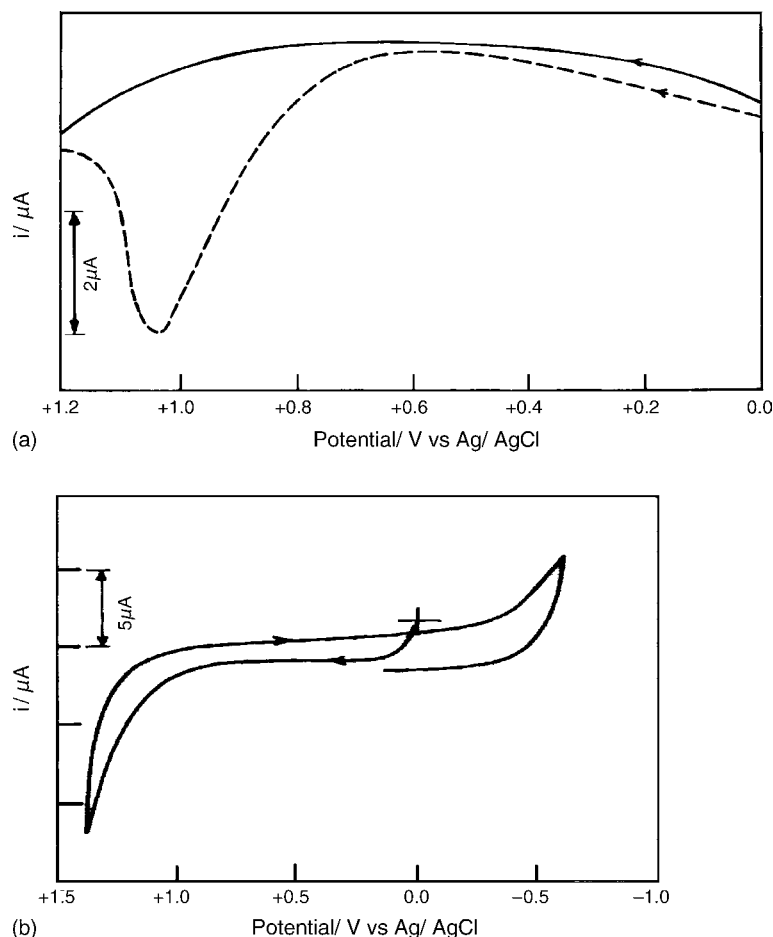 i/ μA
2μA
+1.2 +1.0 +0.8 +0.6 +0.4 +0.2 0.0
(a) Potential/ V vs Ag/ AgCl
i/ μA
5μA
+1.5 +1.0 +0.5 0.0 −0.5 -1.0
(b) Potential/ V vs Ag/ AgCl